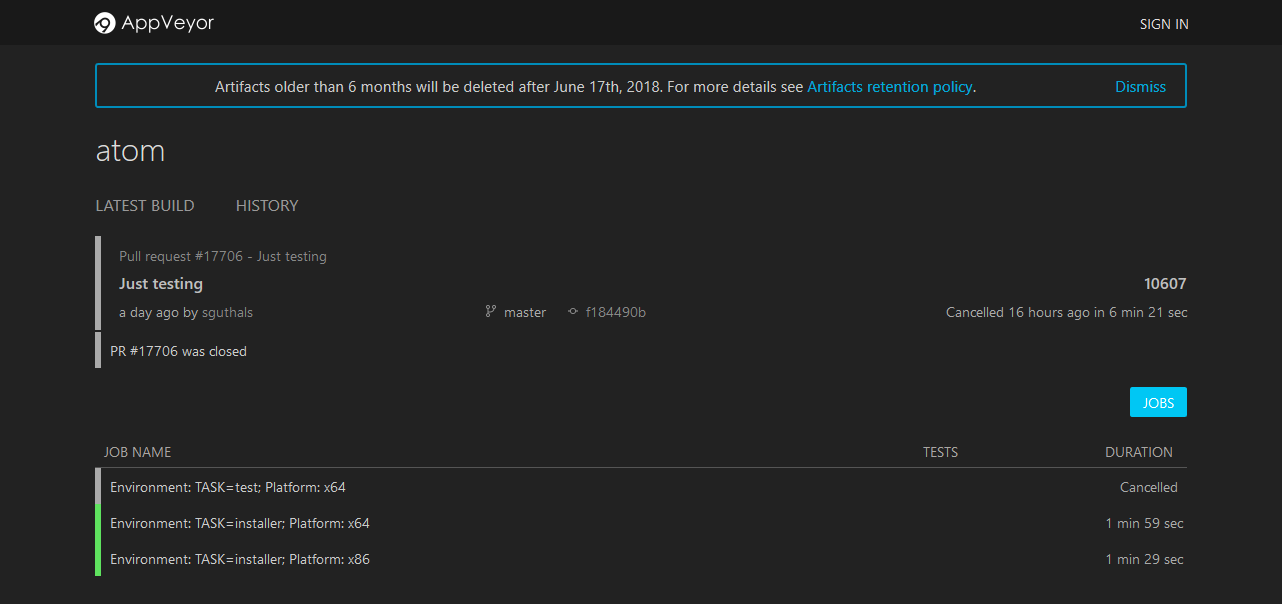 AppVeyor
SIGN IN
Artifacts older than 6 months will be deleted after June 17th, 2018. For more details see Artifacts retention policy.
Dismiss
atom
LATEST BUILD HISTORY
Pull request #17706 - Just testing
Just testing 10607
a day ago by sguthals master f184490b Cancelled 16 hours ago in 6 min 21 sec
PR #17706 was closed
JOBS
JOB NAME TESTS DURATION
Environment: TASK=test; Platform: x64 Cancelled
Environment: TASK=installer; Platform: x64 1 min 59 sec
Environment: TASK=installer; Platform: x86 1 min 29 sec